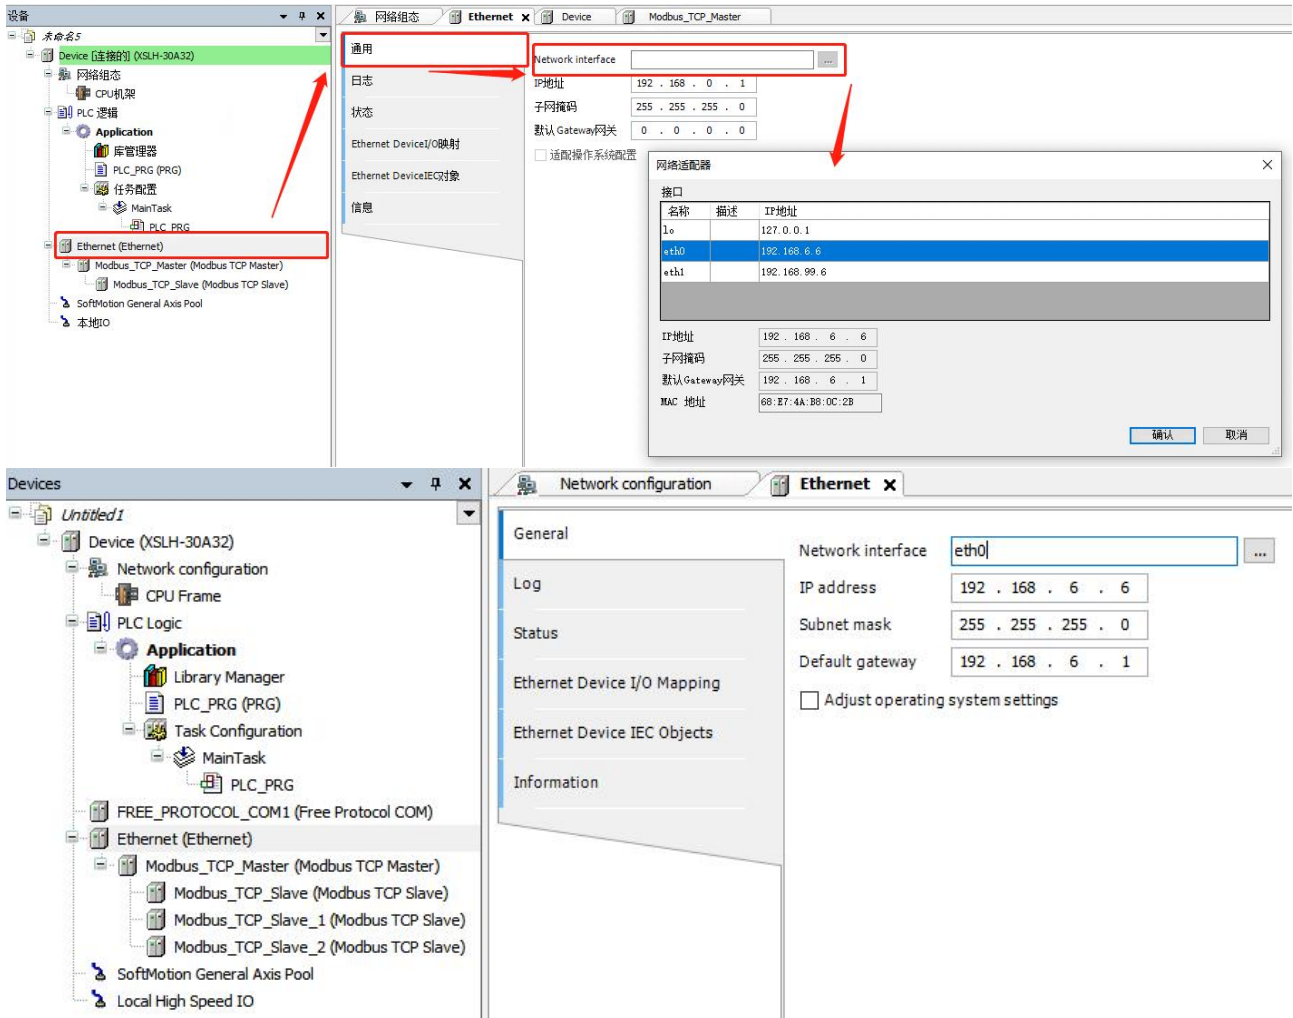 设备
网络组态
Ethernet
Device
Modbus_TCP_Master
未命名5
Device [连接的] (XSLH-30A32)
网络组态
CPU机架
PLC 逻辑
Application
库管理器
PLC_PRG (PRG)
任务配置
MainTask
PLC_PRG
Ethernet (Ethernet)
Modbus_TCP_Master (Modbus TCP Master)
Modbus_TCP_Slave (Modbus TCP Slave)
SoftMotion General Axis Pool
本地IO
通用
日志
状态
Ethernet DeviceI/O映射
Ethernet DeviceIEC对象
信息
Network interface
...
IP地址 192 . 168 . 0 . 1
子网掩码 255 . 255 . 255 . 0
默认Gateway网关 0 . 0 . 0 . 0
适配操作系统配置
网络适配器
接口
名称 描述 IP地址
lo 127.0.0.1
eth0 192.168.6.6
eth1 192.168.99.6
IP地址 192 . 168 . 6 . 6
子网掩码 255 . 255 . 255 . 0
默认Gateway网关 192 . 168 . 6 . 1
MAC 地址 68:E7:4A:B8:0C:2B
确认 取消
Devices
Network configuration
Ethernet
Untitled1
Device (XSLH-30A32)
Network configuration
CPU Frame
PLC Logic
Application
Library Manager
PLC_PRG (PRG)
Task Configuration
MainTask
PLC_PRG
FREE_PROTOCOL_COM1 (Free Protocol COM)
Ethernet (Ethernet)
Modbus_TCP_Master (Modbus TCP Master)
Modbus_TCP_Slave (Modbus TCP Slave)
Modbus_TCP_Slave_1 (Modbus TCP Slave)
Modbus_TCP_Slave_2 (Modbus TCP Slave)
SoftMotion General Axis Pool
Local High Speed IO
General
Log
Status
Ethernet Device I/O Mapping
Ethernet Device IEC Objects
Information
Network interface eth0 ...
IP address 192 . 168 . 6 . 6
Subnet mask 255 . 255 . 255 . 0
Default gateway 192 . 168 . 6 . 1
Adjust operating system settings